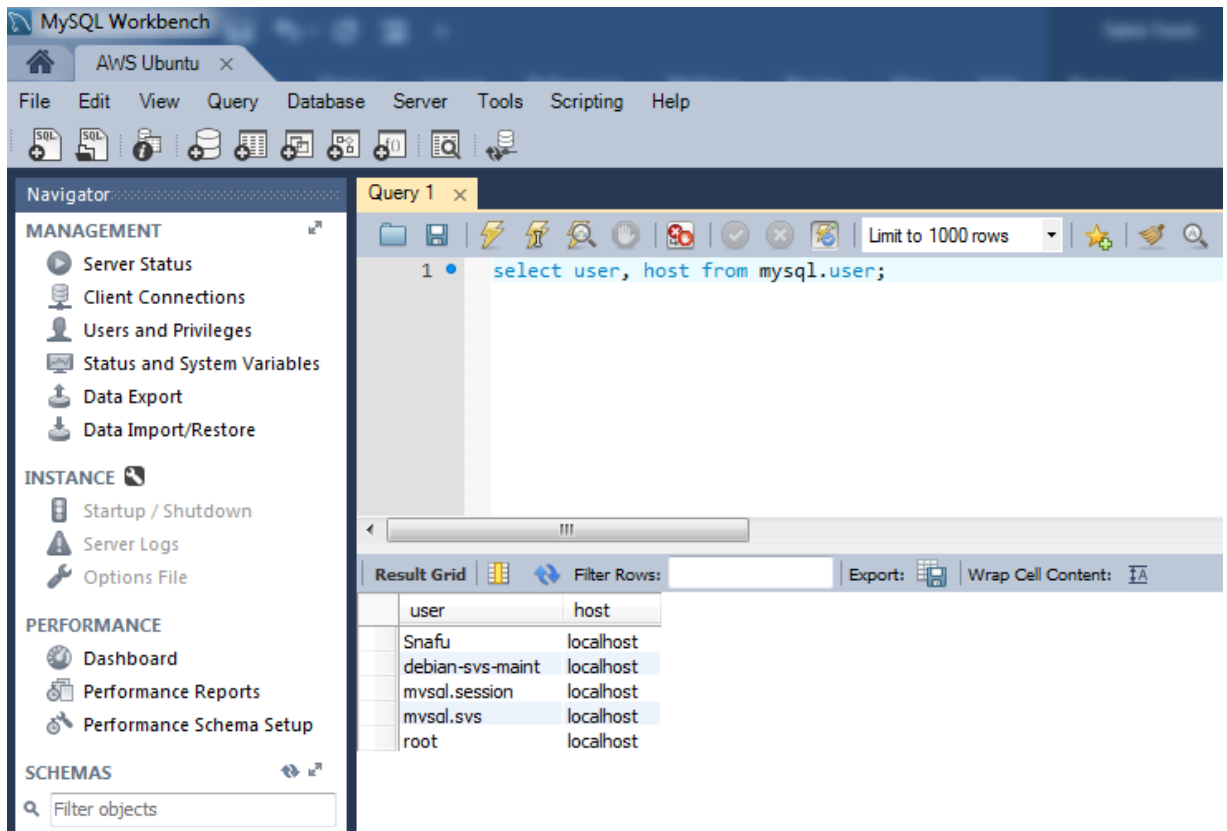 MySQL Workbench
AWS Ubuntu
File Edit View Query Database Server Tools Scripting Help
Navigator
MANAGEMENT
Server Status
Client Connections
Users and Privileges
Status and System Variables
Data Export
Data Import/Restore
INSTANCE
Startup / Shutdown
Server Logs
Options File
PERFORMANCE
Dashboard
Performance Reports
Performance Schema Setup
SCHEMAS
Filter objects
Query 1
Limit to 1000 rows
1 select user, host from mysql.user;
Result Grid Filter Rows: Export: Wrap Cell Content:
user host
Snafu localhost
debian-sys-maint localhost
mysql.session localhost
mysql.sys localhost
root localhost